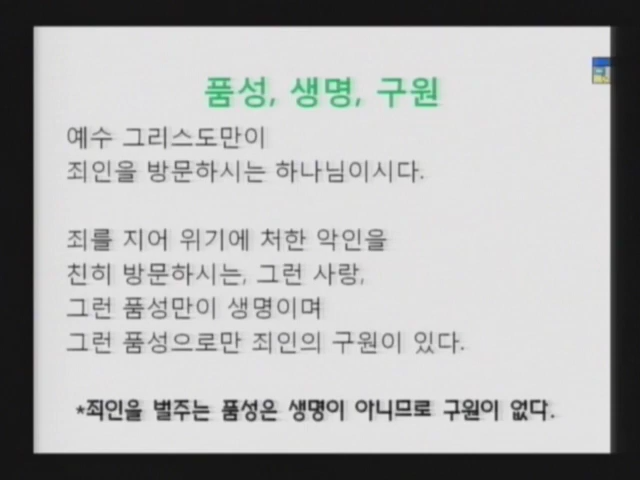 품성, 생명, 구원
예수 그리스도만이
죄인을 방문하시는 하나님이시다.
죄를 지어 위기에 처한 악인을
친히 방문하시는, 그런 사랑,
그런 품성만이 생명이며
그런 품성으로만 죄인의 구원이 있다.
*죄인을 벌주는 품성은 생명이 아니므로 구원이 없다.